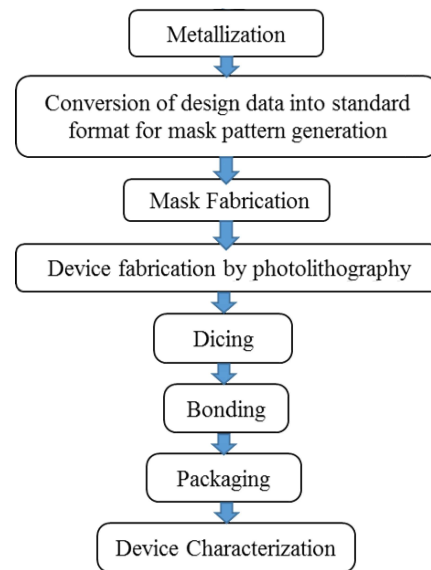 Metallization
Conversion of design data into standard
format for mask pattern generation
Mask Fabrication
Device fabrication by photolithography
Dicing
Bonding
Packaging
Device Characterization